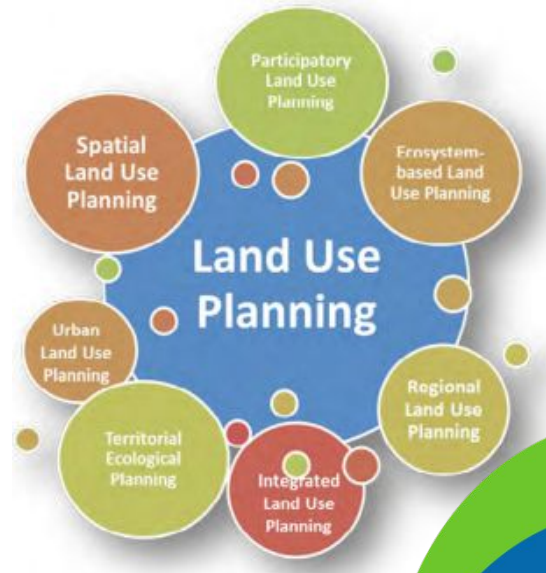 Participatory
Land Use
Planning
Spatial
Land Use
Planning
Ecosystem-
based Land
Use Planning
Land Use
Planning
Urban
Land Use
Planning
Regional
Land Use
Planning
Territorial
Ecological
Planning
Integrated
Land Use
Planning